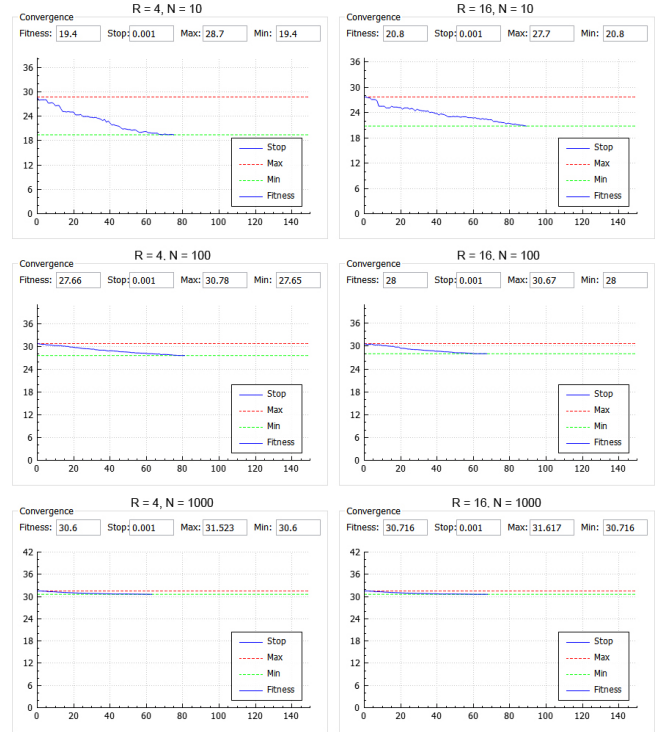 R = 4, N = 10
Convergence
Fitness: 19.4 Stop: 0.001 Max: 28.7 Min: 19.4
36
30
24
18
12
6
0
Stop
Max
Min
Fitness
0 20 40 60 80 100 120 140
R = 16, N = 10
Convergence
Fitness: 20.8 Stop: 0.001 Max: 27.7 Min: 20.8
36
30
24
18
12
6
0
Stop
Max
Min
Fitness
0 20 40 60 80 100 120 140
R = 4, N = 100
Convergence
Fitness: 27.66 Stop: 0.001 Max: 30.78 Min: 27.65
36
30
24
18
12
6
0
Stop
Max
Min
Fitness
0 20 40 60 80 100 120 140
R = 16, N = 100
Convergence
Fitness: 28 Stop: 0.001 Max: 30.67 Min: 28
36
30
24
18
12
6
0
Stop
Max
Min
Fitness
0 20 40 60 80 100 120 140
R = 4, N = 1000
Convergence
Fitness: 30.6 Stop: 0.001 Max: 31.523 Min: 30.6
42
36
30
24
18
12
6
0
Stop
Max
Min
Fitness
0 20 40 60 80 100 120 140
R = 16, N = 1000
Convergence
Fitness: 30.716 Stop: 0.001 Max: 31.617 Min: 30.716
42
36
30
24
18
12
6
0
Stop
Max
Min
Fitness
0 20 40 60 80 100 120 140